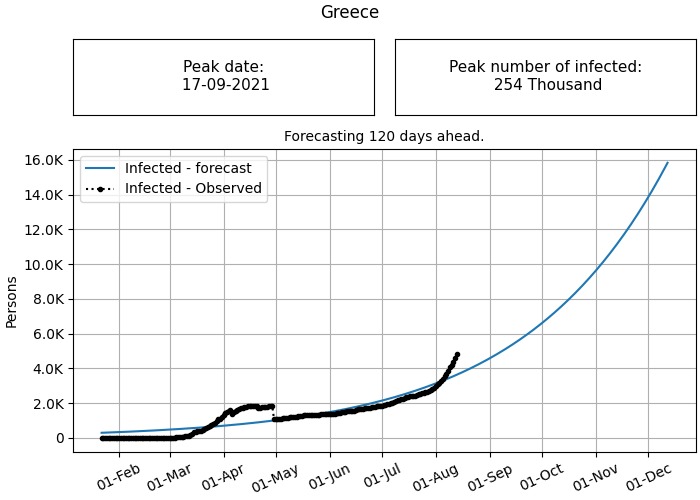 Greece
Peak date:
17-09-2021
Peak number of infected:
254 Thousand
Forecasting 120 days ahead.
Infected - forecast
Infected - Observed
16.0K
14.0K
12.0K
10.0K
8.0K
6.0K
4.0K
2.0K
0
Persons
01-Feb
01-Mar
01-Apr
01-May
01-Jun
01-Jul
01-Aug
01-Sep
01-Oct
01-Nov
01-Dec